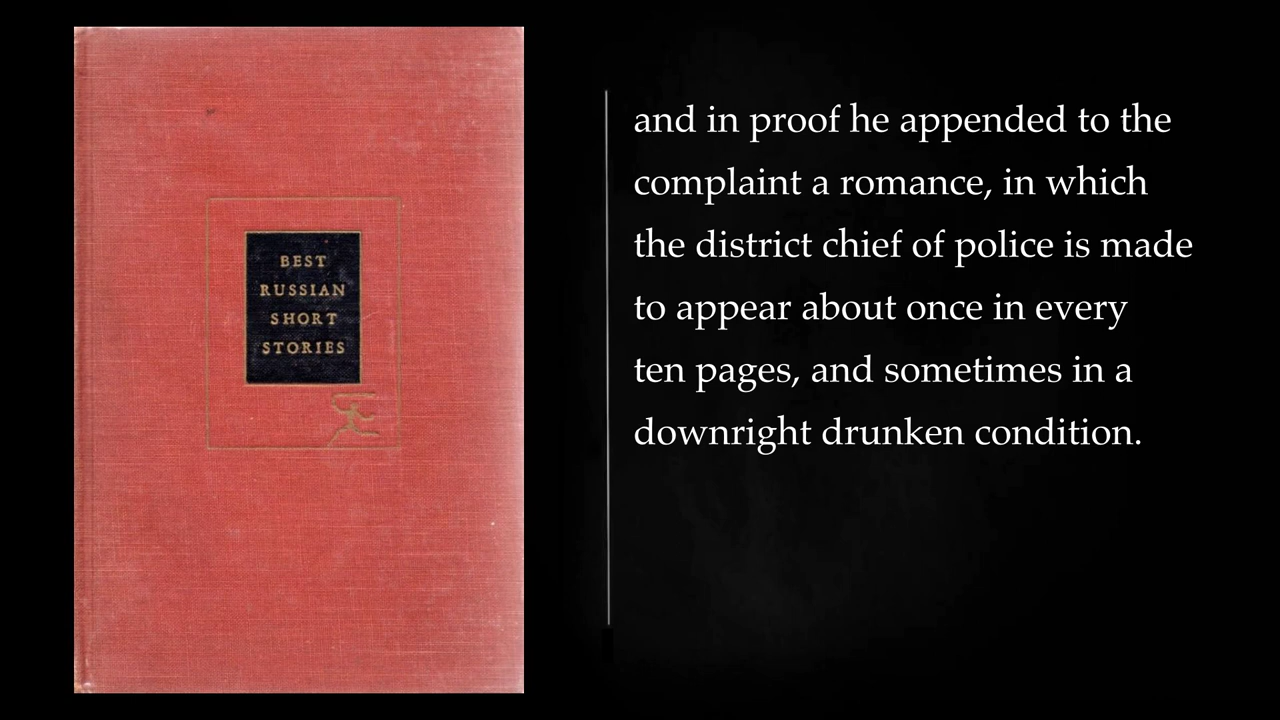 BEST
RUSSIAN
SHORT
STORIES
and in proof he appended to the
complaint a romance, in which
the district chief of police is made
to appear about once in every
ten pages, and sometimes in a
downright drunken condition.